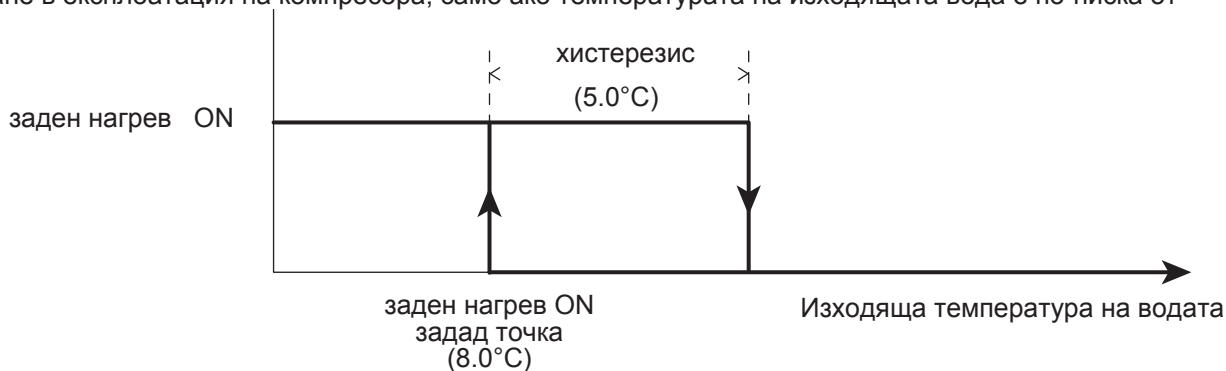 в експлоатация на компресора, само ако температурата на изходящата вода е по-ниска от
хистерезис
(5.0°C)
заден нагрев ON
заден нагрев ON
задад точка
(8.0°C)
Изходяща температура на водата